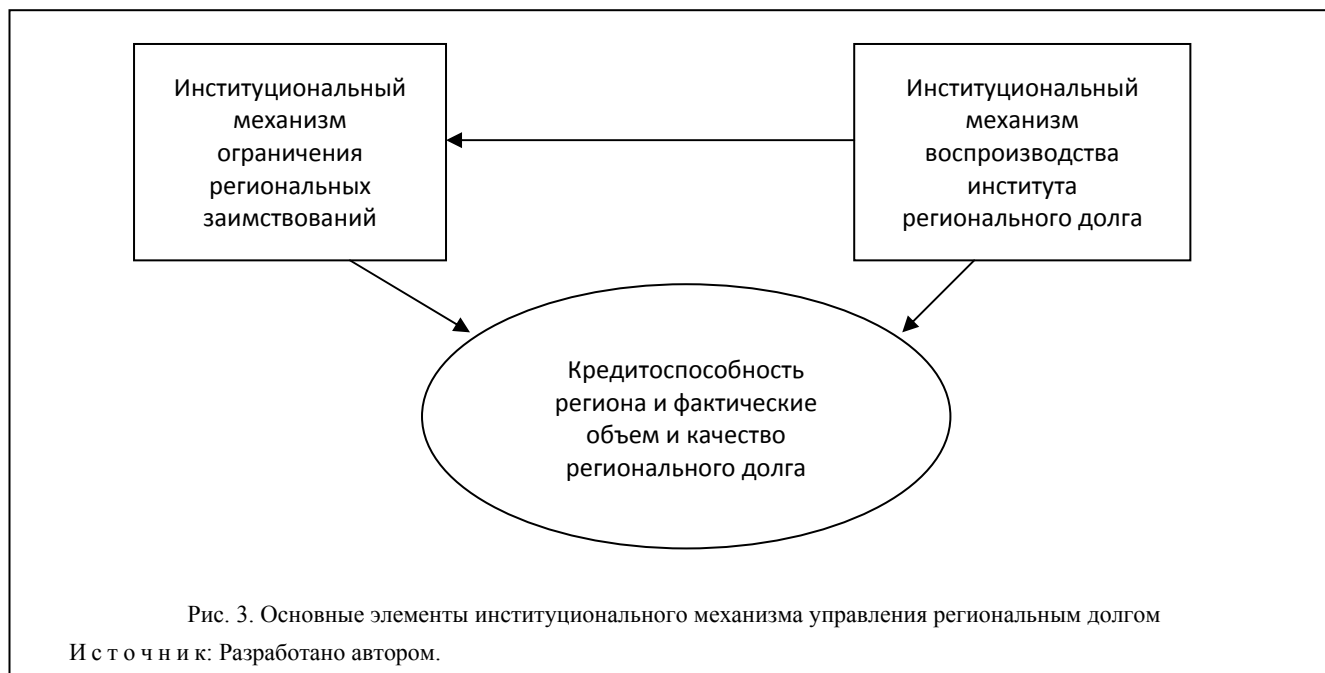 Институциональный
механизм
ограничения
региональных
заимствований
Институциональный
механизм
воспроизводства
института
регионального долга
Кредитоспособность
региона и фактические
объем и качество
регионального долга
Рис. 3. Основные элементы институционального механизма управления региональным долгом
И с т о ч н и к: Разработано автором.